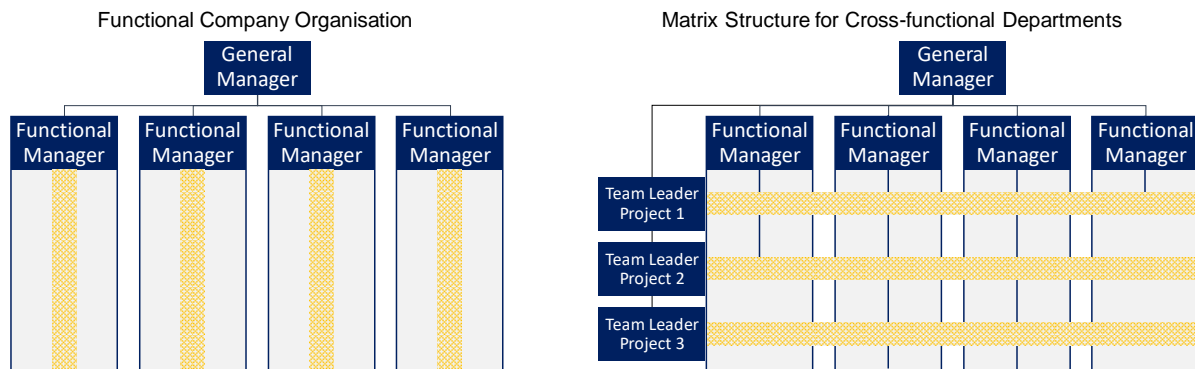 Functional Company Organisation
General
Manager
Functional
Manager
Functional
Manager
Functional
Manager
Functional
Manager
Matrix Structure for Cross-functional Departments
General
Manager
Functional
Manager
Functional
Manager
Functional
Manager
Functional
Manager
Team Leader
Project 1
Team Leader
Project 2
Team Leader
Project 3